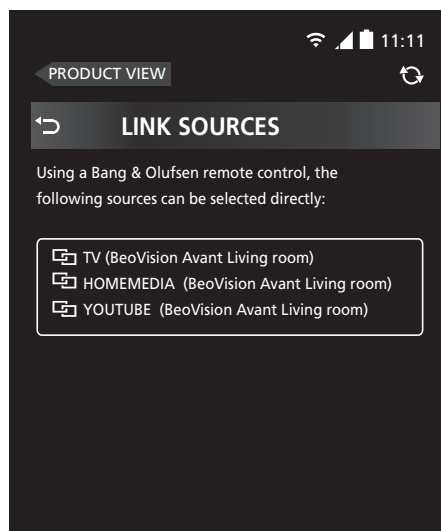 11:11
PRODUCT VIEW
LINK SOURCES
Using a Bang & Olufsen remote control, the
following sources can be selected directly:
TV (BeoVision Avant Living room)
HOMEMEDIA (BeoVision Avant Living room)
YOUTUBE (BeoVision Avant Living room)